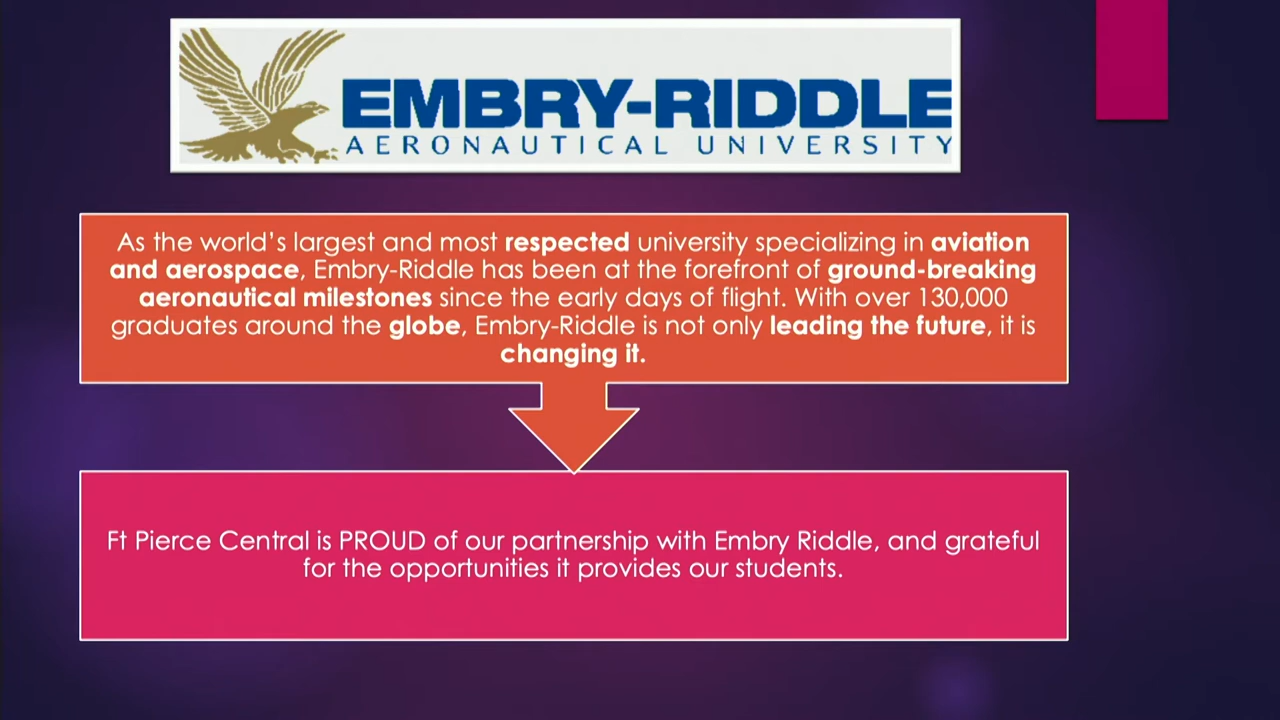 EMBRY-RIDDLE
AERONAUTICAL UNIVERSITY
As the world’s largest and most respected university specializing in aviation
and aerospace, Embry-Riddle has been at the forefront of ground-breaking
aeronautical milestones since the early days of flight. With over 130,000
graduates around the globe, Embry-Riddle is not only leading the future, it is
changing it.
Ft Pierce Central is PROUD of our partnership with Embry Riddle, and grateful
for the opportunities it provides our students.